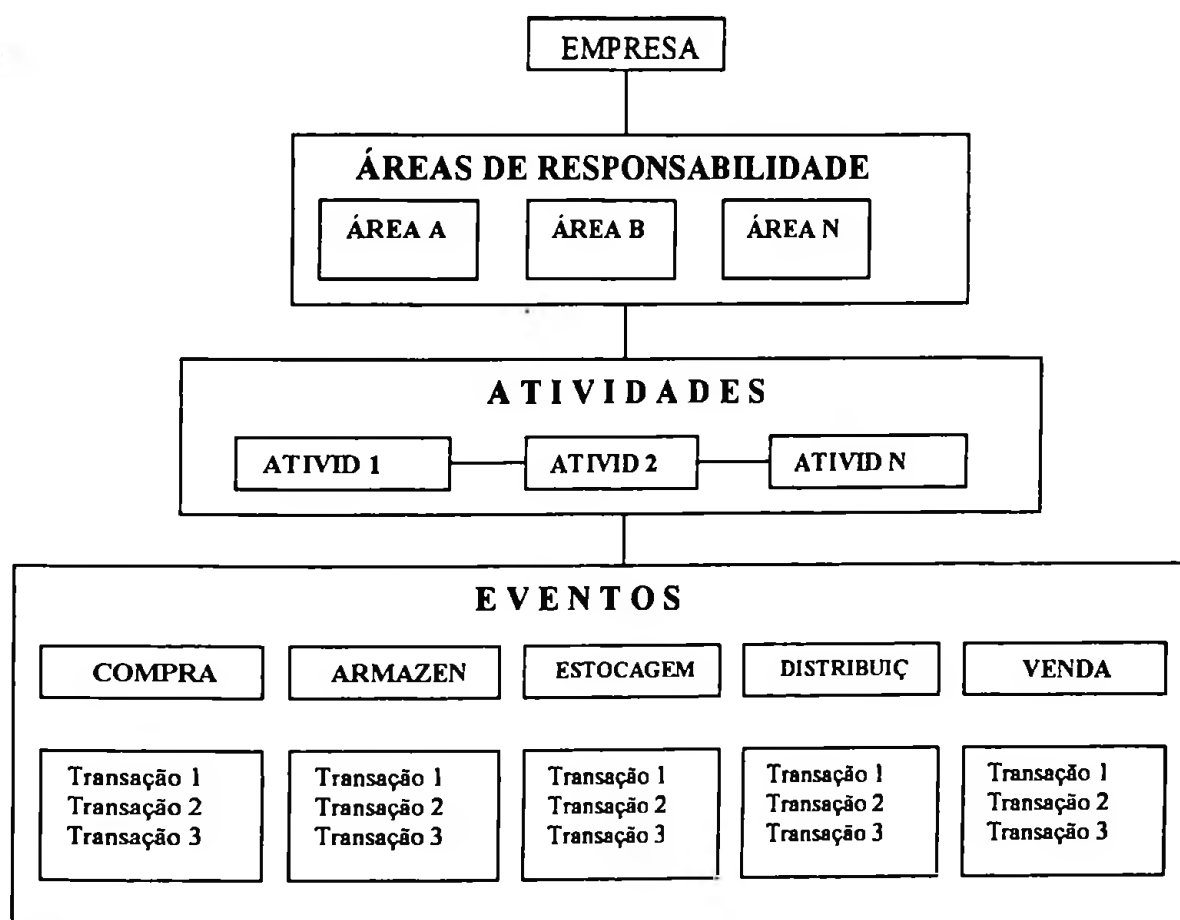 EMPRESA
ÁREAS DE RESPONSABILIDADE
ÁREA A
ÁREA B
ÁREA N
ATIVIDADES
ATIVID 1
ATIVID 2
ATIVID N
EVENTOS
COMPRA
ARMAZEN
ESTOCAGEM
DISTRIBUIÇ
VENDA
Transação 1
Transação 2
Transação 3
Transação 1
Transação 2
Transação 3
Transação 1
Transação 2
Transação 3
Transação 1
Transação 2
Transação 3
Transação 1
Transação 2
Transação 3